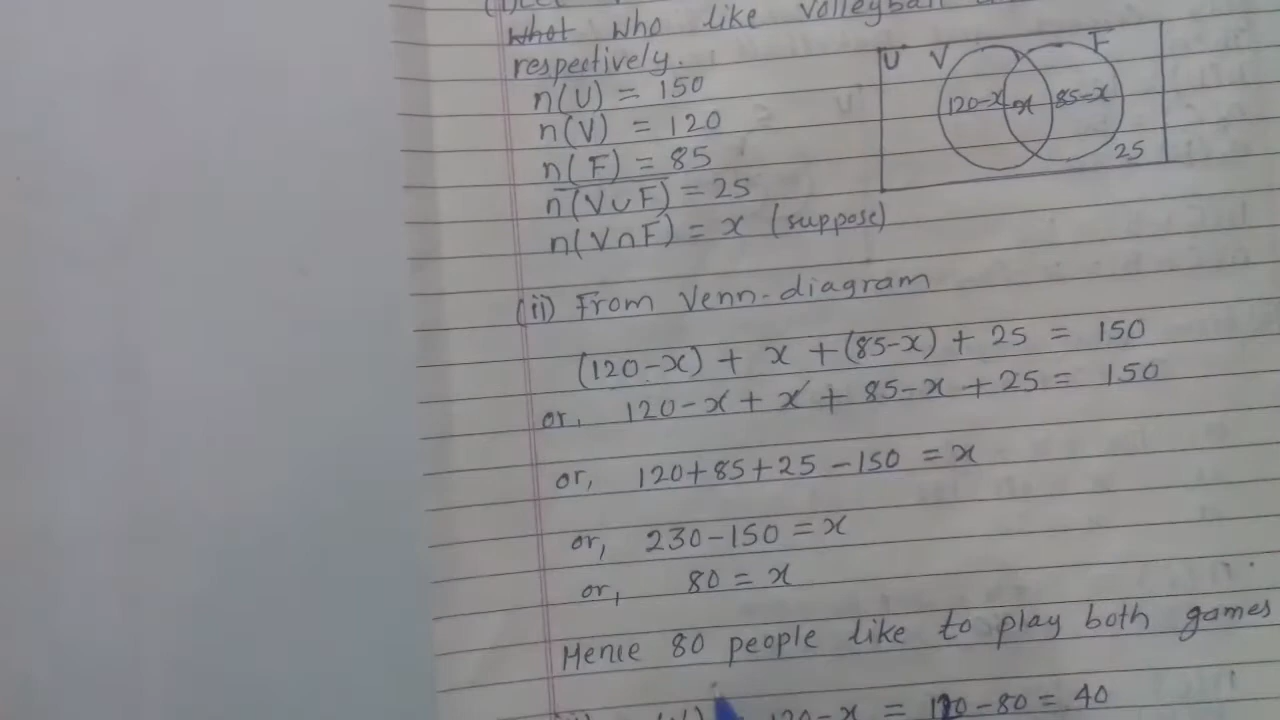 who like Volleyball
respectively.
n(U) = 150
n(V) = 120
n(F) = 85
n(\overline{V∪F}) = 25
n(V∩F) = x (suppose)
U V F
120-x x 85-x
25
(ii) From Venn-diagram
(120-x) + x + (85-x) + 25 = 150
or, 120-x + x + 85-x + 25 = 150
or, 120+85+25-150 = x
or, 230-150 = x
or, 80 = x
Hence 80 people like to play both games
120-x = 120-80 = 40